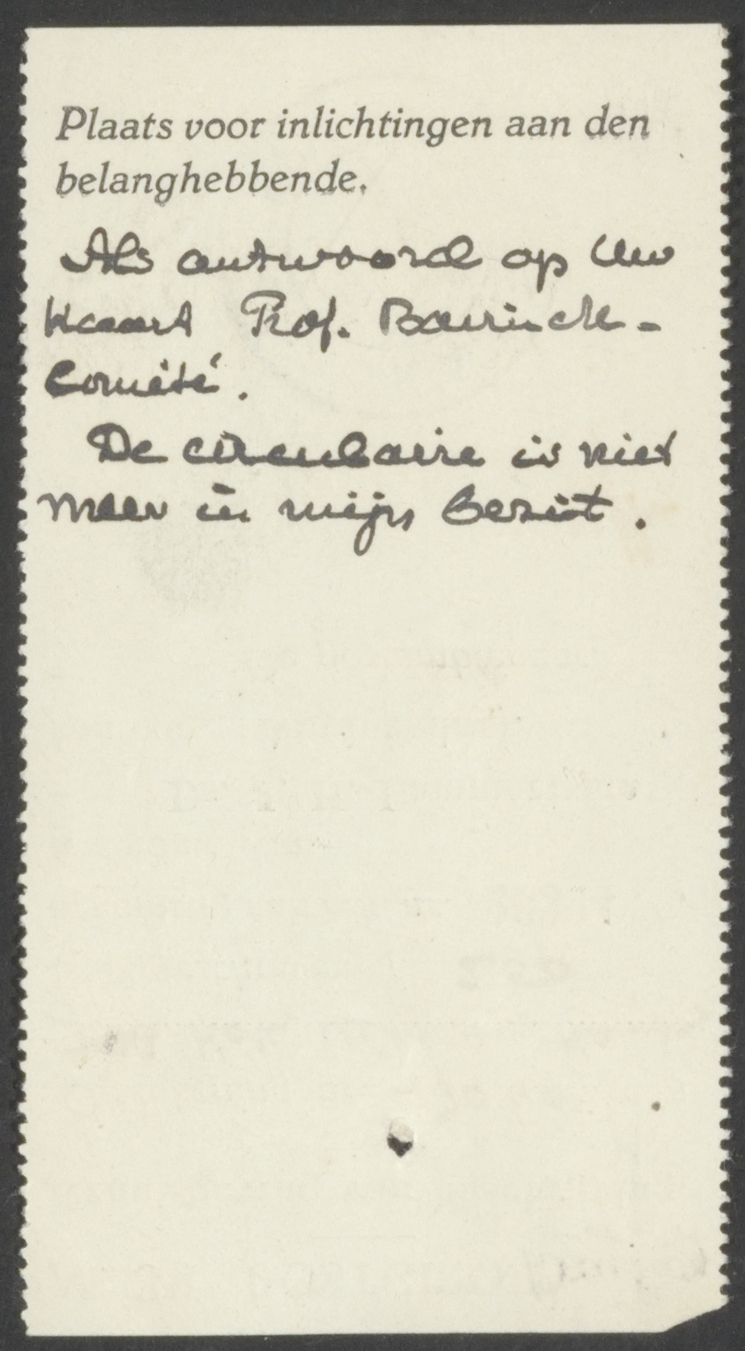 Plaats voor inlichtingen aan den
belanghebbende.
Als antwoord op Uw
kaart Prof. Bavinck-
Comité.
De circulaire is niet
meer in mijn bezit.